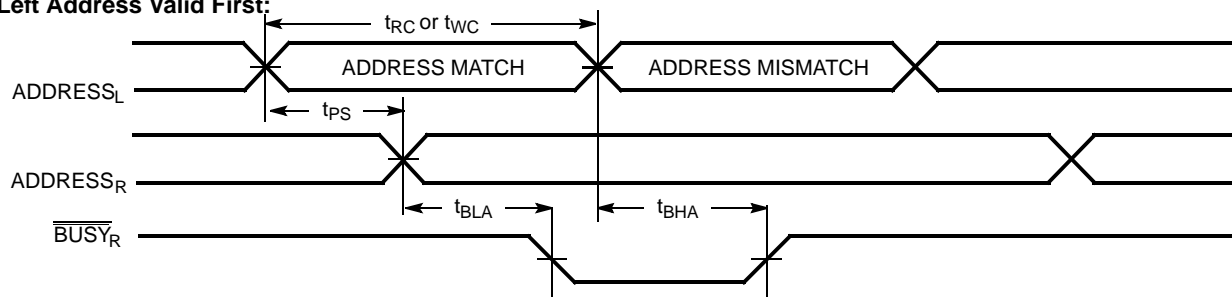 Left Address Valid First:
tRC or tWC
ADDRESS MATCH
ADDRESS MISMATCH
ADDRESSL
tPS
ADDRESSR
tBLA
tBHA
BUSYR